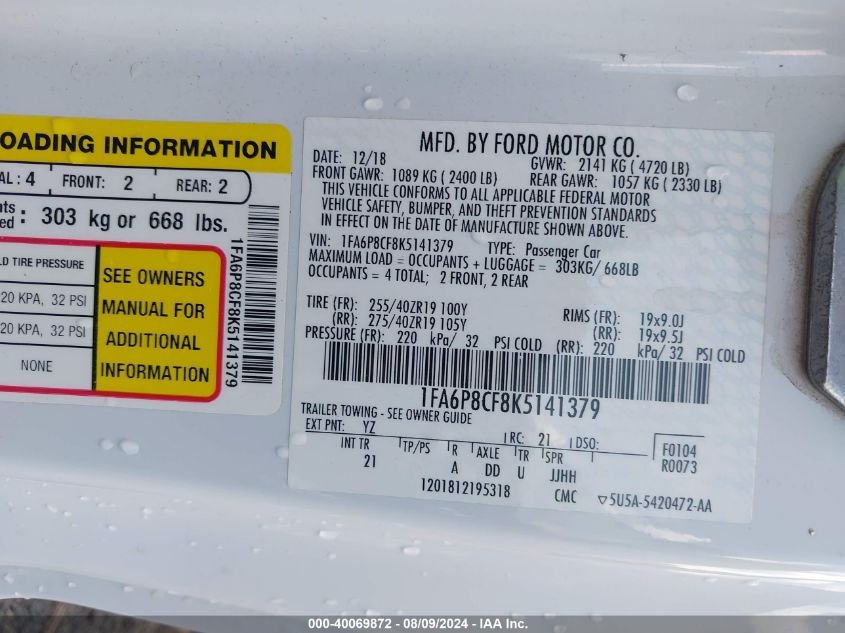 OADING INFORMATION
AL: 4 FRONT: 2 REAR: 2
303 kg or 668 lbs.
TIRE PRESSURE
20 KPA, 32 PSI
20 KPA, 32 PSI
NONE
SEE OWNERS
MANUAL FOR
ADDITIONAL
INFORMATION
1FA6P8CF8K5141379
MFD. BY FORD MOTOR CO.
DATE: 12/18 GVWR: 2141 KG ( 4720 LB)
FRONT GAWR: 1089 KG ( 2400 LB) REAR GAWR: 1057 KG ( 2330 LB)
THIS VEHICLE CONFORMS TO ALL APPLICABLE FEDERAL MOTOR
VEHICLE SAFETY, BUMPER, AND THEFT PREVENTION STANDARDS
IN EFFECT ON THE DATE OF MANUFACTURE SHOWN ABOVE.
VIN: 1FA6P8CF8K5141379 TYPE: Passenger Car
MAXIMUM LOAD = OCCUPANTS + LUGGAGE = 303KG/ 668LB
OCCUPANTS = 4 TOTAL; 2 FRONT, 2 REAR
TIRE (FR): 255/40ZR19 100Y RIMS (FR): 19x9.0J
(RR): 275/40ZR19 105Y (RR): 19x9.5J
PRESSURE (FR): 220 kPa/ 32 PSI COLD (RR): 220 kPa/ 32 PSI COLD
1FA6P8CF8K5141379
TRAILER TOWING - SEE OWNER GUIDE
EXT PNT: YZ RC: 21 DSO: F0104
INT TR TP/PS R AXLE TR SPR R0073
21 A DD U JJHH
1201812195318 CMC 5U5A-5420472-AA
000-40069872 - 08/09/2024 - IAA Inc.